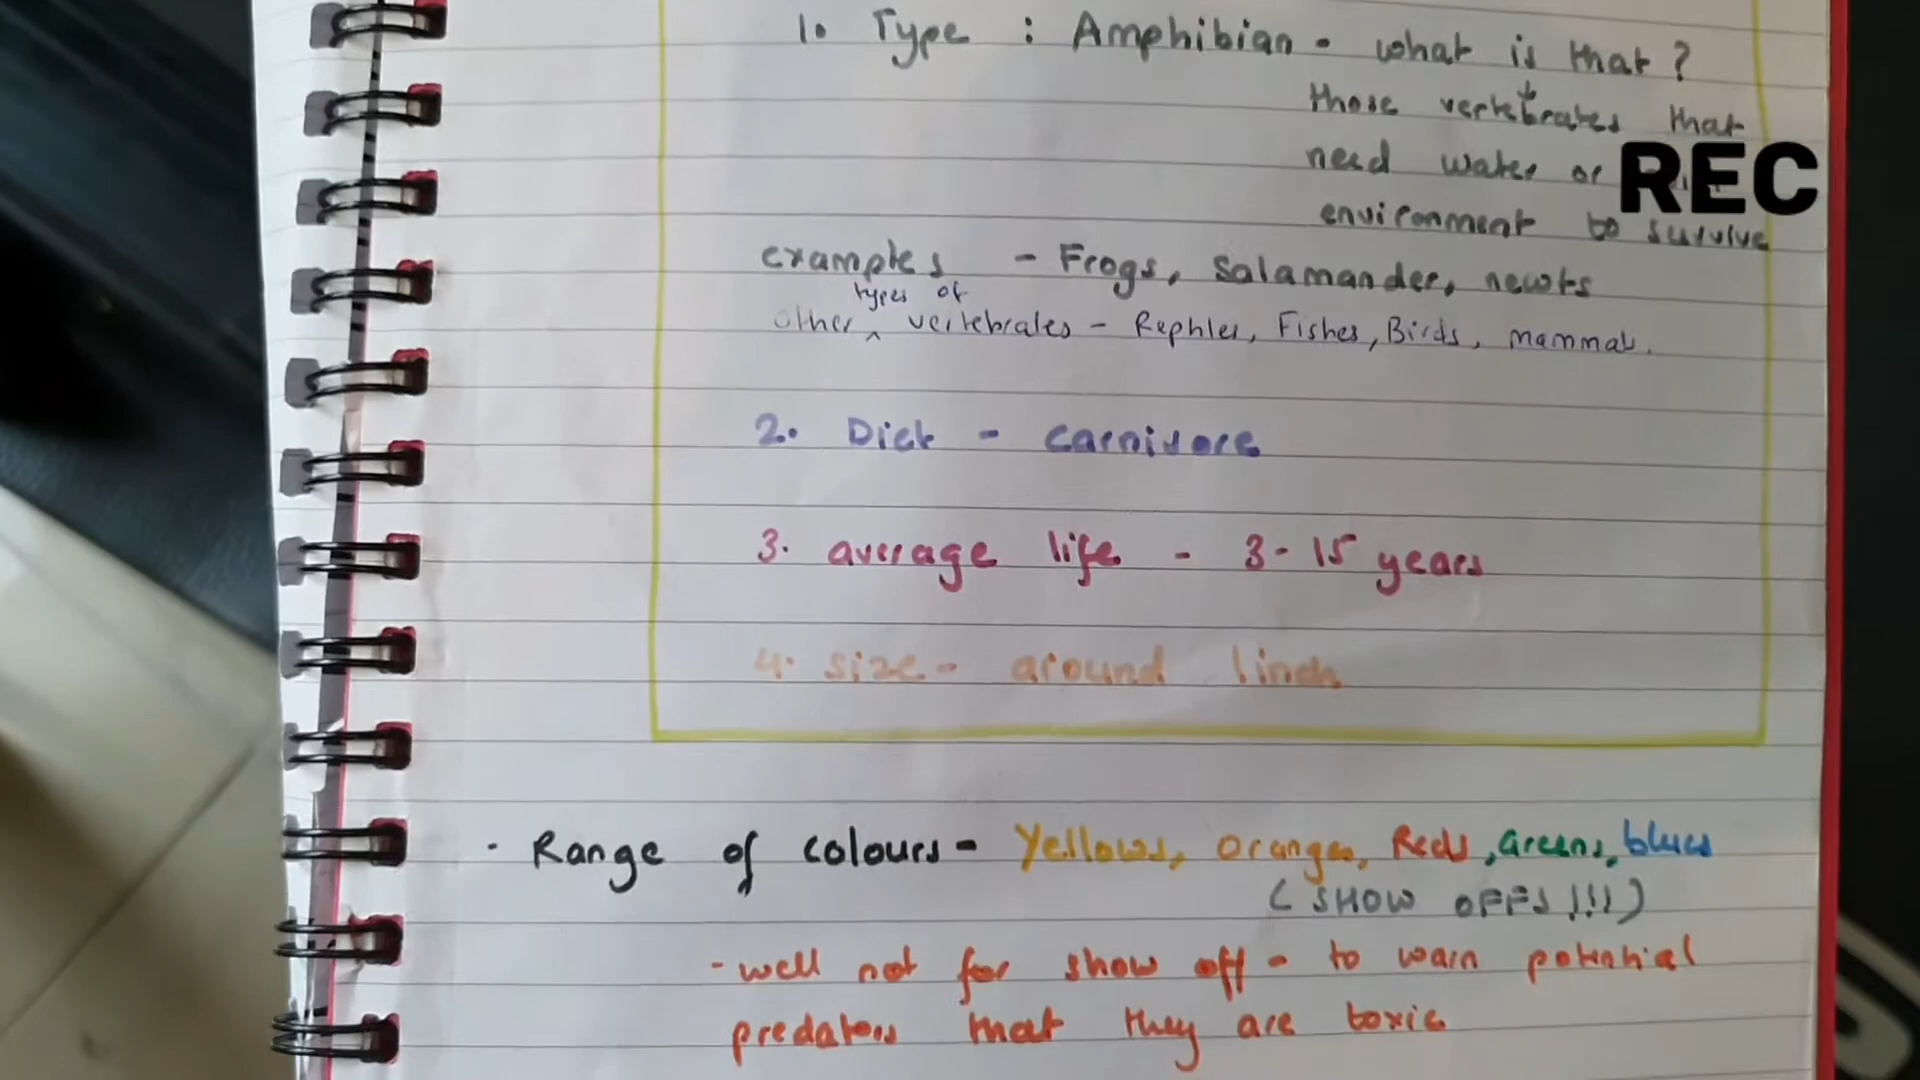 1. Type : Amphibian - what is that ?
those vertebrates that
need water or
REC
environment to survive
examples - Frogs, Salamander, newts
types of
other ^ vertebrates - Reptiles, Fishes, Birds, mammals.
2. Diet - carnivore
3. average life - 3-15 years
4. size - around 1 inch
· Range of colours - Yellows, Oranges, Reds, Greens, blues
( SHOW OFFS !!! )
- well not for show off - to warn potential
predators that they are toxic